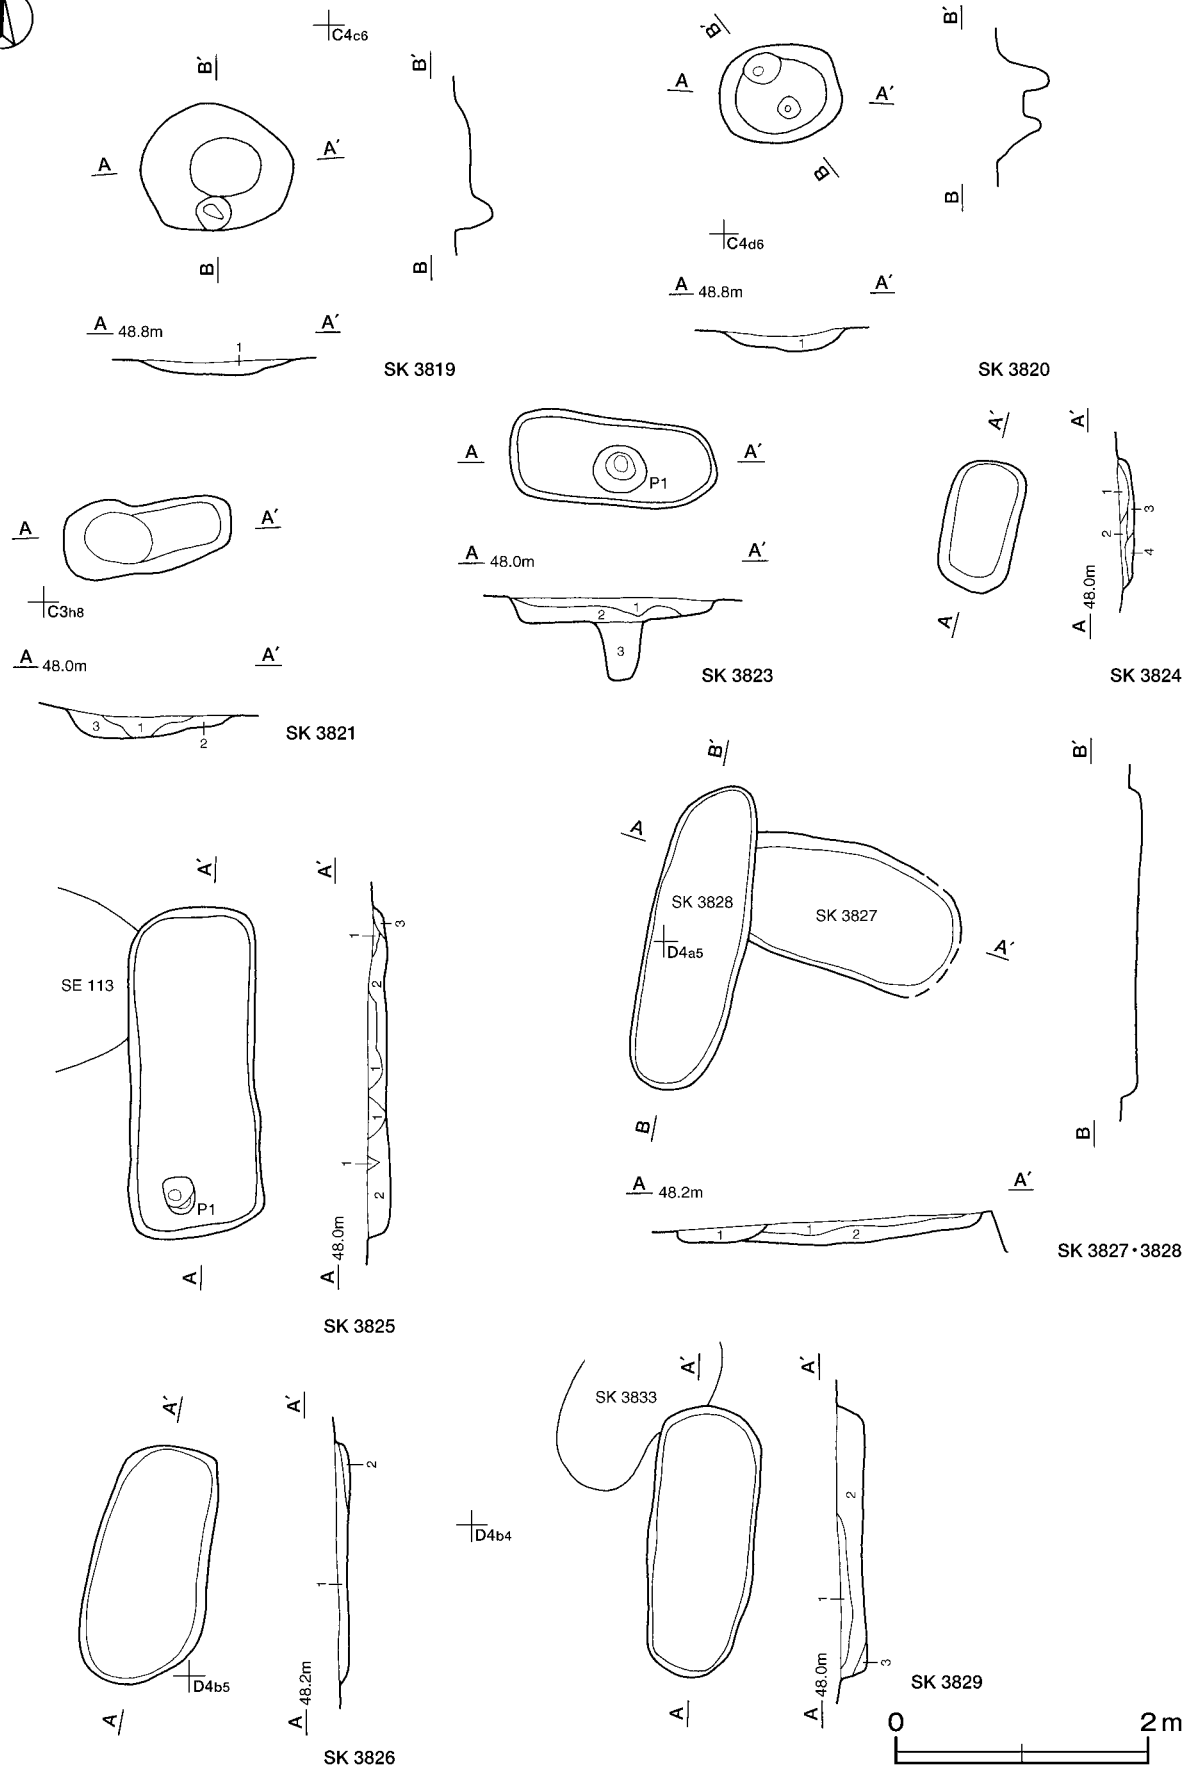 C4c6
B'
A
A'
B
B'
B
A 48.8m
A'
1
SK 3819
B'
A
A'
B
B'
B
C4d6
A 48.8m
A'
1
SK 3820
A
A'
C3h8
A 48.0m
A'
3
1
2
SK 3821
A
A'
P1
A 48.0m
A'
1
2
3
SK 3823
A'
A
A'
1
3
2
4
A 48.0m
SK 3824
A'
SE 113
P1
A
A'
3
1
2
1
1
1
2
A 48.0m
SK 3825
B'
A
SK 3828
SK 3827
D4a5
A'
B
B'
B
A 48.2m
A'
1
1
2
SK 3827・3828
A'
D4b5
A
A'
2
1
A 48.2m
SK 3826
D4b4
SK 3833
A'
A
A'
2
1
3
A 48.0m
SK 3829
0
2m